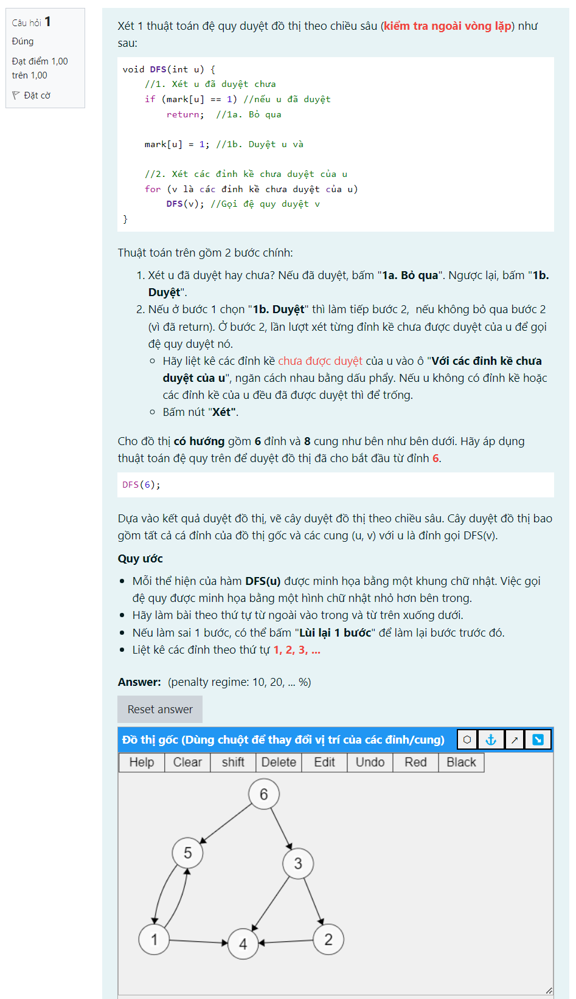 Câu hỏi 1
Đúng
Đạt điểm 1,00
trên 1,00
Đặt cờ
Xét 1 thuật toán đệ quy duyệt đồ thị theo chiều sâu (kiểm tra ngoài vòng lặp) như
sau:
void DFS(int u) {
//1. Xét u đã duyệt chưa
if (mark[u] == 1) //nếu u đã duyệt
return;  //1a. Bỏ qua
mark[u] = 1; //1b. Duyệt u và
//2. Xét các đỉnh kề chưa duyệt của u
for (v là các đỉnh kề chưa duyệt của u)
DFS(v); //Gọi đệ quy duyệt v
}
Thuật toán trên gồm 2 bước chính:
1. Xét u đã duyệt hay chưa? Nếu đã duyệt, bấm "1a. Bỏ qua". Ngược lại, bấm "1b.
Duyệt".
2. Nếu ở bước 1 chọn "1b. Duyệt" thì làm tiếp bước 2,  nếu không bỏ qua bước 2
(vì đã return). Ở bước 2, lần lượt xét từng đỉnh kề chưa được duyệt của u để gọi
đệ quy duyệt nó.
Hãy liệt kê các đỉnh kề chưa được duyệt của u vào ô "Với các đỉnh kề chưa
duyệt của u", ngăn cách nhau bằng dấu phẩy. Nếu u không có đỉnh kề hoặc
các đỉnh kề của u đều đã được duyệt thì để trống.
Bấm nút "Xét".
Cho đồ thị có hướng gồm 6 đỉnh và 8 cung như bên như bên dưới. Hãy áp dụng
thuật toán đệ quy trên để duyệt đồ thị đã cho bắt đầu từ đỉnh 6.
DFS(6);
Dựa vào kết quả duyệt đồ thị, vẽ cây duyệt đồ thị theo chiều sâu. Cây duyệt đồ thị bao
gồm tất cả cá đỉnh của đồ thị gốc và các cung (u, v) với u là đỉnh gọi DFS(v).
Quy ước
Mỗi thể hiện của hàm DFS(u) được minh họa bằng một khung chữ nhật. Việc gọi
đệ quy được minh họa bằng một hình chữ nhật nhỏ hơn bên trong.
Hãy làm bài theo thứ tự từ ngoài vào trong và từ trên xuống dưới.
Nếu làm sai 1 bước, có thể bấm "Lùi lại 1 bước" để làm lại bước trước đó.
Liệt kê các đỉnh theo thứ tự 1, 2, 3, ...
Answer:  (penalty regime: 10, 20, ... %)
Reset answer
Đồ thị gốc (Dùng chuột để thay đổi vị trí của các đỉnh/cung)
Help Clear shift Delete Edit Undo Red Black
6
5
3
1
4
2